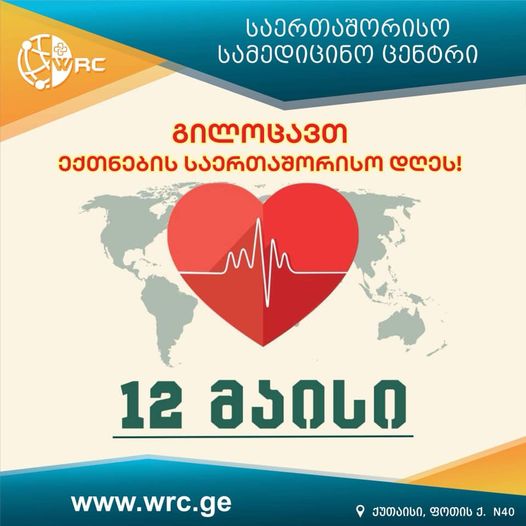 WRC
საერთაშორისო
სამედიცინო ცენტრი
გილოცავთ
ექთნების საერთაშორისო დღეს!
12 მაისი
www.wrc.ge
ქუთაისი, ფოთის ქ. N40